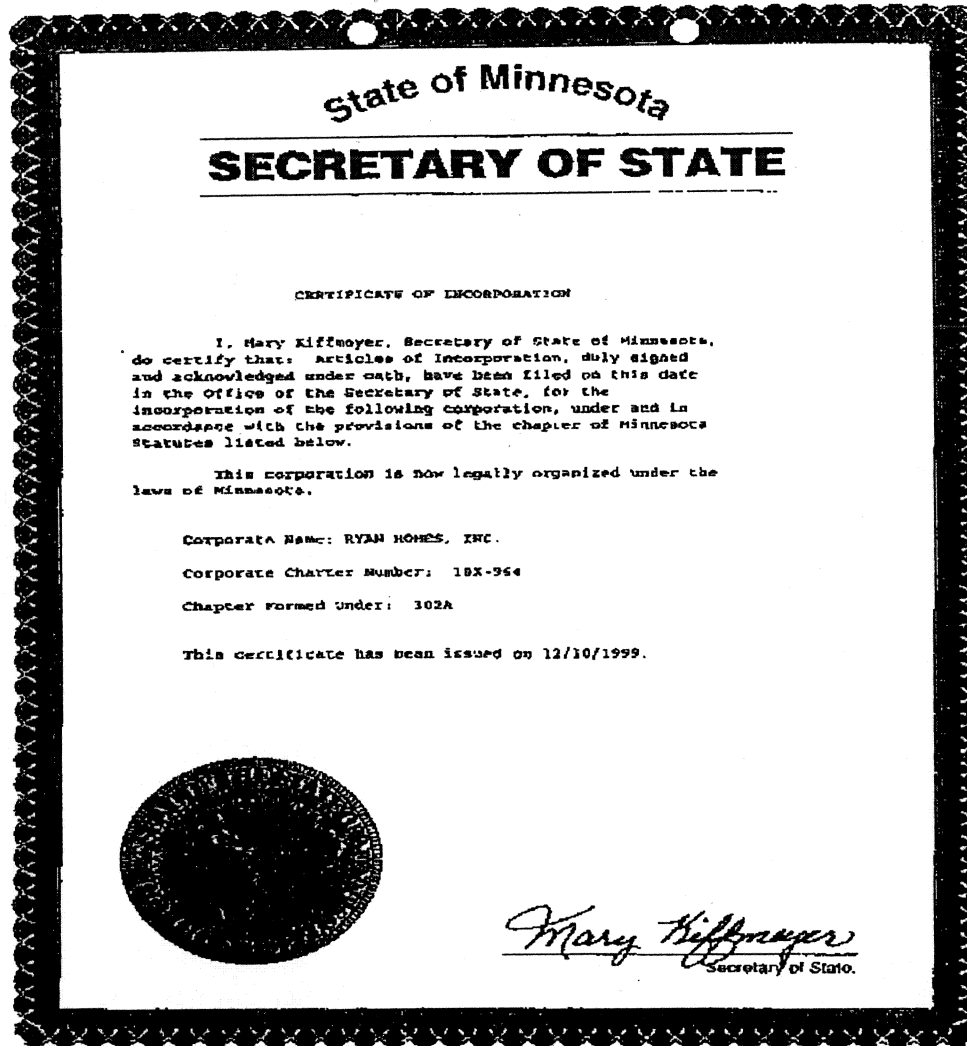 State of Minnesota
SECRETARY OF STATE
CERTIFICATE OF INCORPORATION
I, Mary Kiffmeyer, Secretary of State of Minnesota,
do certify that: Articles of Incorporation, duly signed
and acknowledged under oath, have been filed on this date
in the Office of the Secretary of State, for the
incorporation of the following corporation, under and in
accordance with the provisions of the chapter of Minnesota
Statutes listed below.
This corporation is now legally organized under the
laws of Minnesota.
Corporate Name: RYAN HOMES, INC.
Corporate Charter Number: 10X-964
Chapter Formed Under: 302A
This certificate has been issued on 12/10/1999.
Mary Kiffmeyer
Secretary of State.